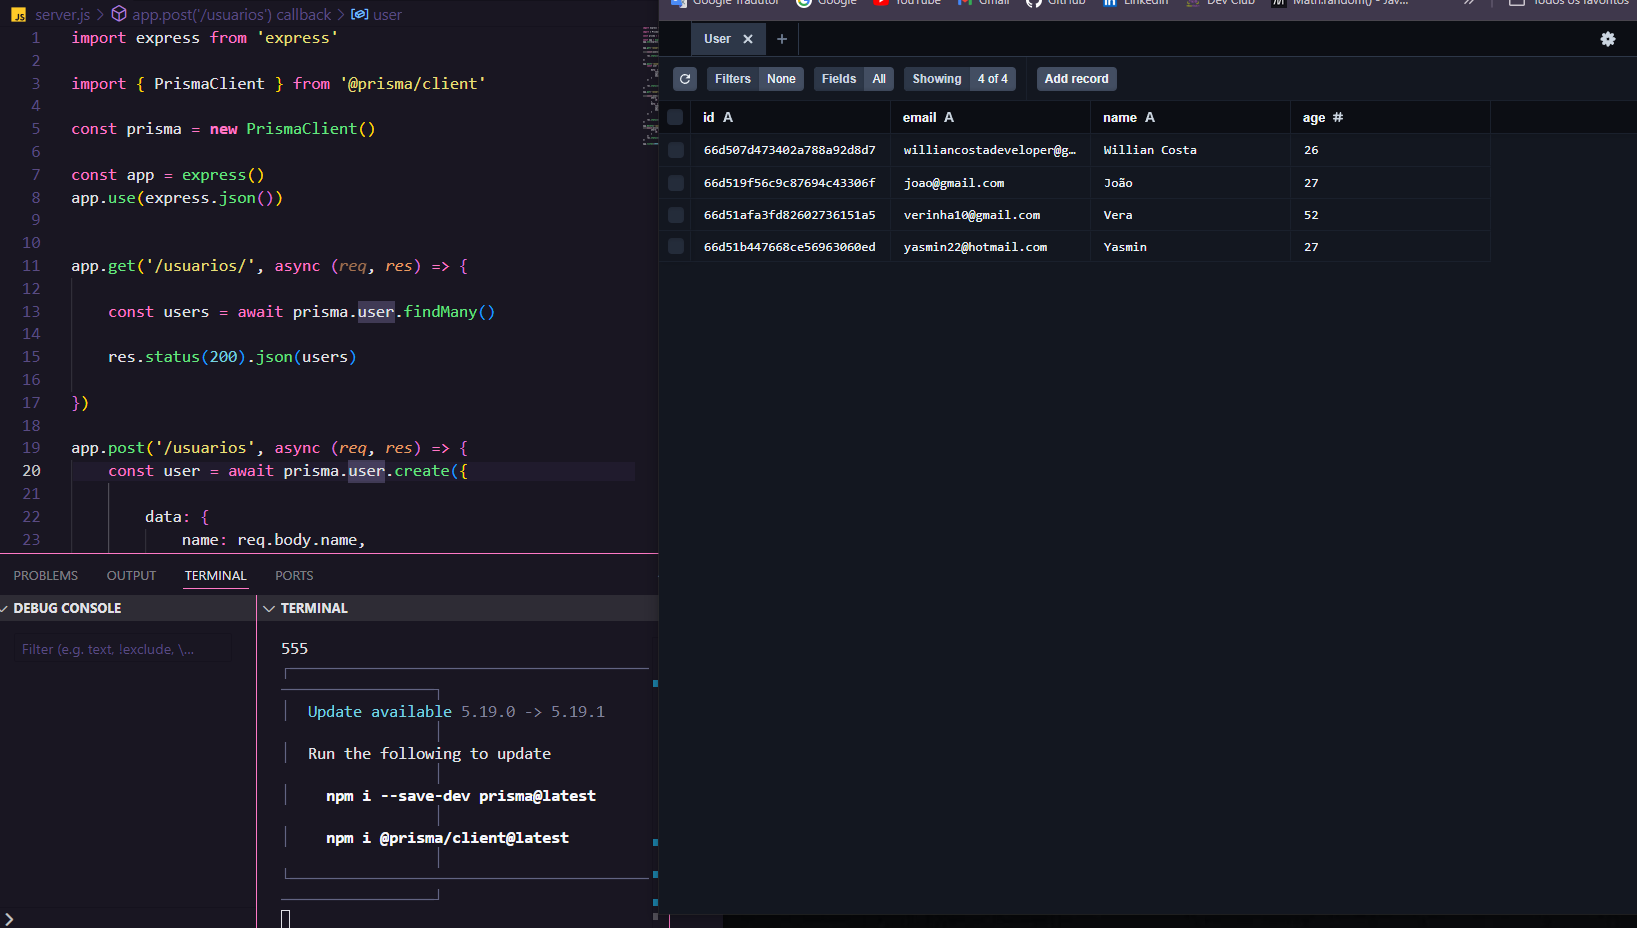 server.js > app.post('/usuarios') callback > user
1 import express from 'express'
2
3 import { PrismaClient } from '@prisma/client'
4
5 const prisma = new PrismaClient()
6
7 const app = express()
8 app.use(express.json())
9
10
11 app.get('/usuarios/', async (req, res) => {
12
13 const users = await prisma.user.findMany()
14
15 res.status(200).json(users)
16
17 })
18
19 app.post('/usuarios', async (req, res) => {
20 const user = await prisma.user.create({
21
22 data: {
23 name: req.body.name,
PROBLEMS OUTPUT TERMINAL PORTS
DEBUG CONSOLE
Filter (e.g. text, !exclude, \...
TERMINAL
555
Update available 5.19.0 -> 5.19.1
Run the following to update
npm i --save-dev prisma@latest
npm i @prisma/client@latest
Google Tradutor Google YouTube Gmail GitHub LinkedIn Dev Club Math.random() - Jav... Todos os favoritos
User
Filters None Fields All Showing 4 of 4 Add record
id A email A name A age #
66d507d473402a788a92d8d7 williancostadeveloper@g… Willian Costa 26
66d519f56c9c87694c43306f joao@gmail.com João 27
66d51afa3fd82602736151a5 verinha10@gmail.com Vera 52
66d51b447668ce56963060ed yasmin22@hotmail.com Yasmin 27